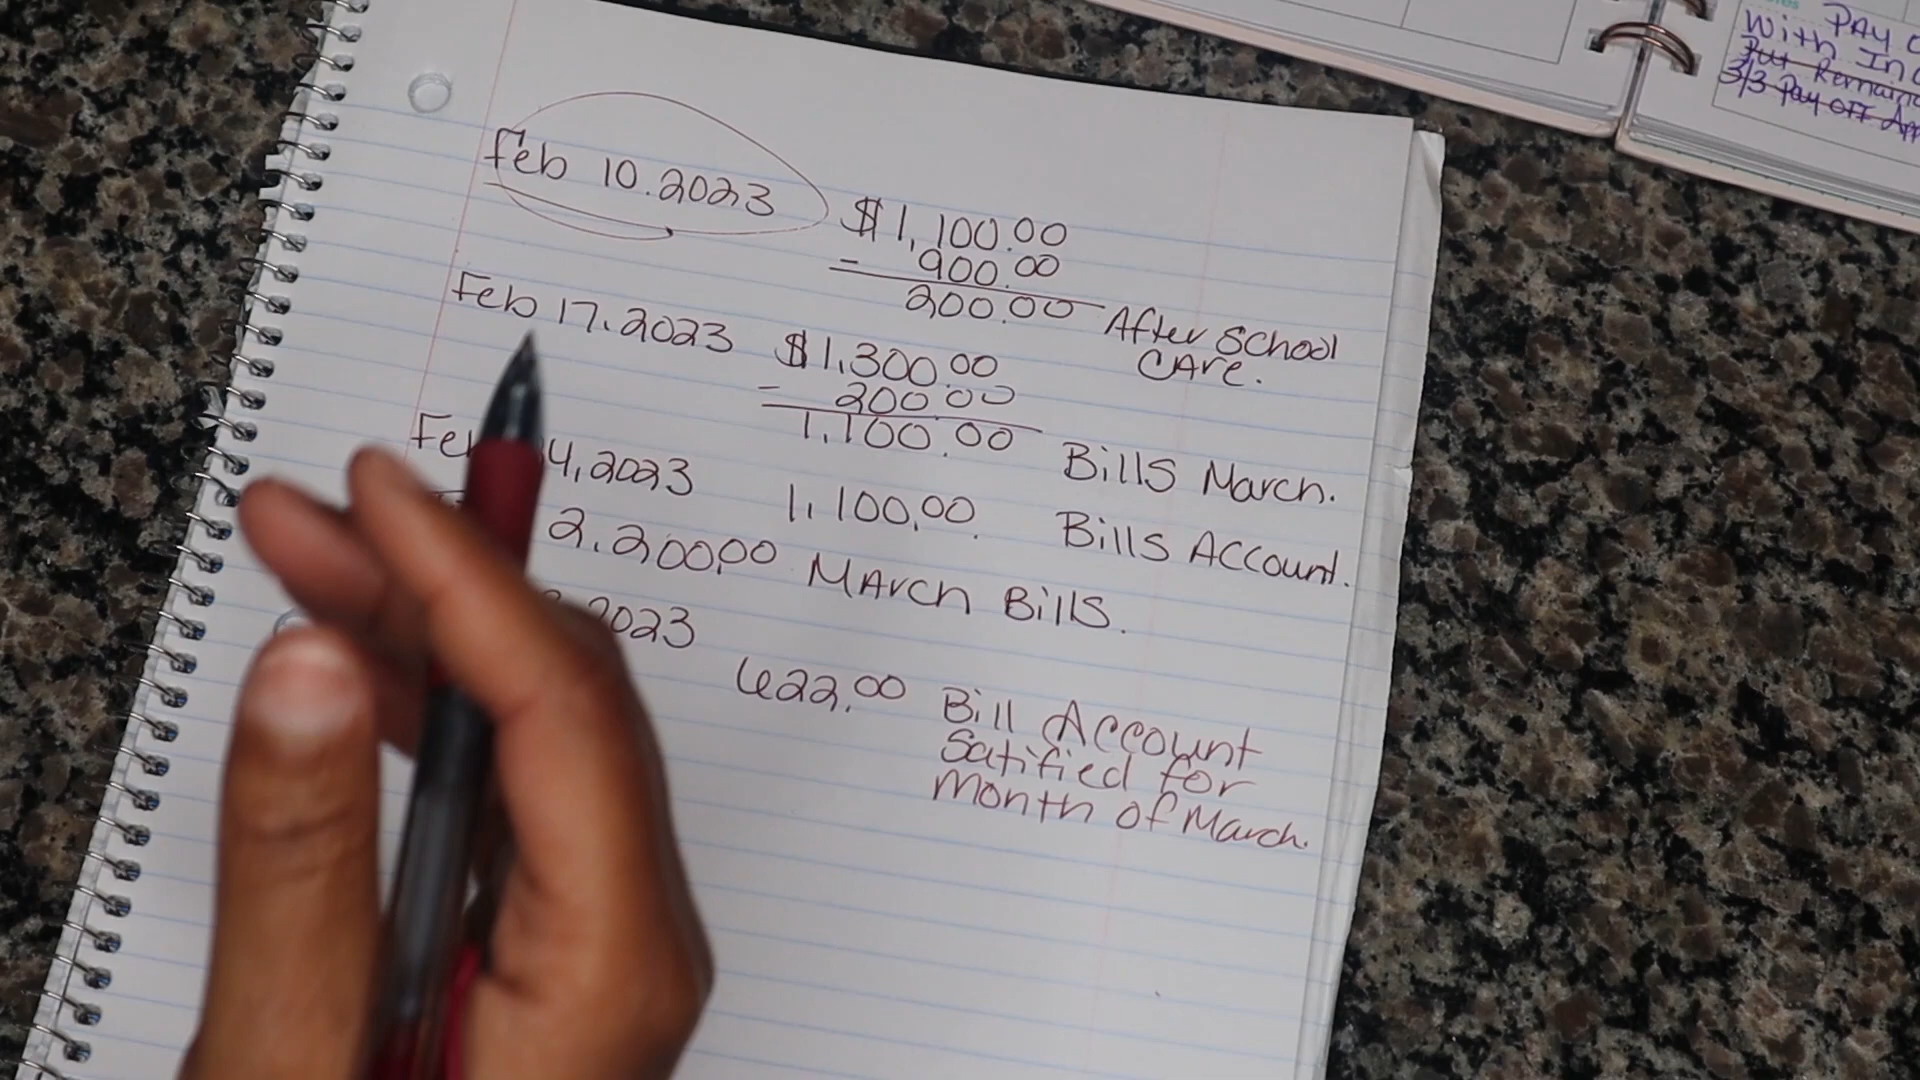 Feb 10.2023
$1,100.00
- 900.00
200.00 After School
CAre.
Feb 17.2023 $1,300.00
- 200.00
1,100.00 Bills March.
4,2023 1,100.00. Bills Account.
2.200.00 March Bills.
2023
622.00 Bill Account
Satified for
Month of March.
PAY
With
Put
3/3 Pay off